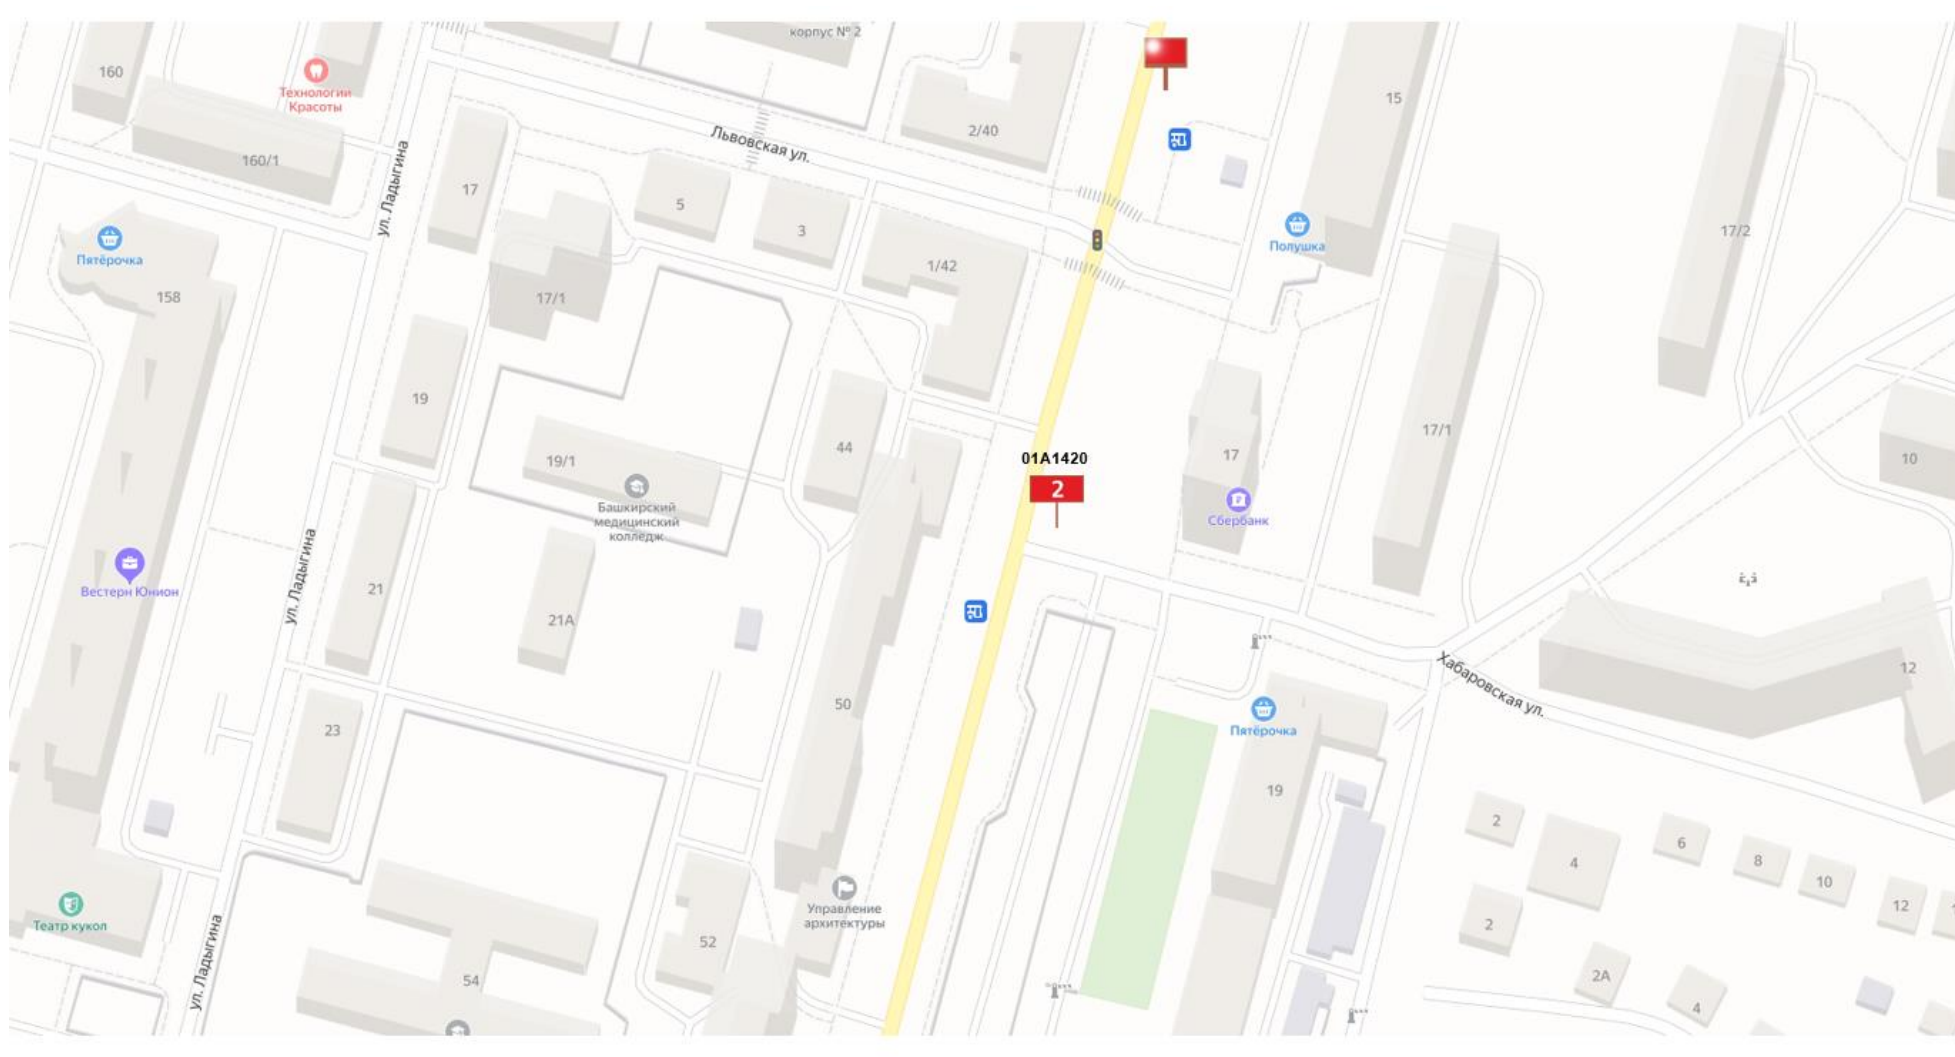 корпус № 2
160
Технологии
Красоты
15
2/40
Львовская ул.
160/1
ул. Ладыгина
17
5
3
17/2
Полушка
Пятёрочка
1/42
158
17/1
19
17/1
44
17
01А1420
2
19/1
10
Башкирский
медицинский
колледж
Сбербанк
ул. Ладыгина
Вестерн Юнион
21
21А
Хабаровская ул.
12
50
23
Пятёрочка
19
2
6
4
8
10
Управление
архитектуры
12
Театр кукол
2
52
ул. Ладыгина
54
2А
4